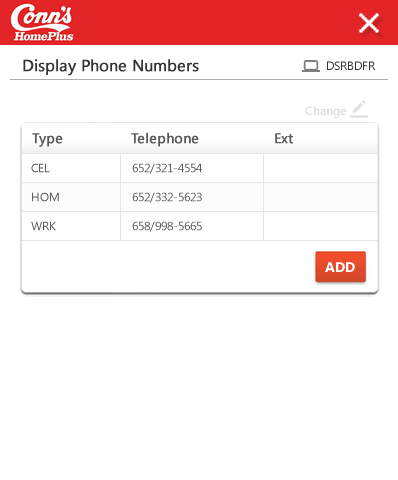 Conn's
HomePlus
Display Phone Numbers DSRBDFR
Change
Type Telephone Ext
CEL 652/321-4554
HOM 652/332-5623
WRK 658/998-5665
ADD